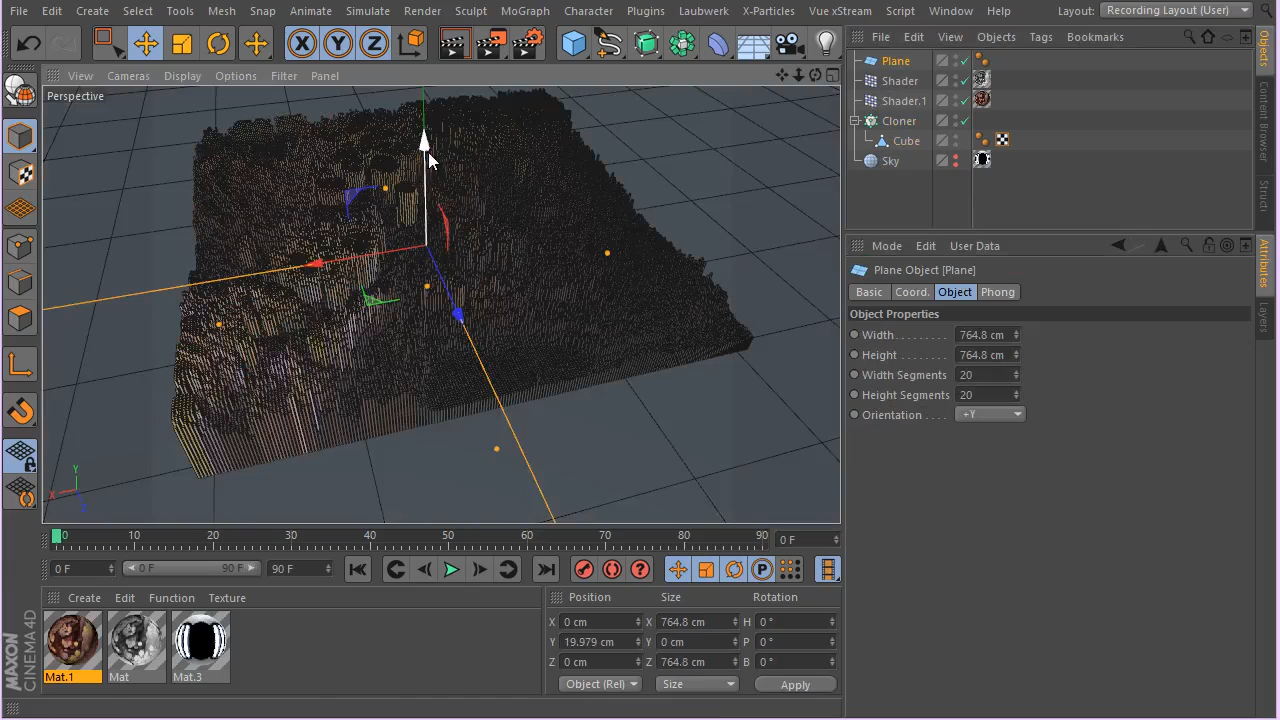 File Edit Create Select Tools Mesh Snap Animate Simulate Render Sculpt MoGraph Character Plugins Laubwerk X-Particles Vue xStream Script Window Help Layout: Recording Layout (User)
File Edit View Objects Tags Bookmarks
Plane
Shader
Shader.1
Cloner
Cube
Sky
Objects
Content Browser
Structi
View Cameras Display Options Filter Panel
Perspective
Y
X
Z
Mode Edit User Data
Plane Object [Plane]
Basic Coord. Object Phong
Object Properties
Width 764.8 cm
Height 764.8 cm
Width Segments 20
Height Segments 20
Orientation +Y
Attributes
Layers
0 10 20 30 40 50 60 70 80 90 0 F
0 F 0 F 90 F 90 F
P
Create Edit Function Texture
Mat.1 Mat Mat.3
Position Size Rotation
X 0 cm X 764.8 cm H 0 °
Y 19.979 cm Y 0 cm P 0 °
Z 0 cm Z 764.8 cm B 0 °
Object (Rel) Size Apply
MAXON
CINEMA 4D